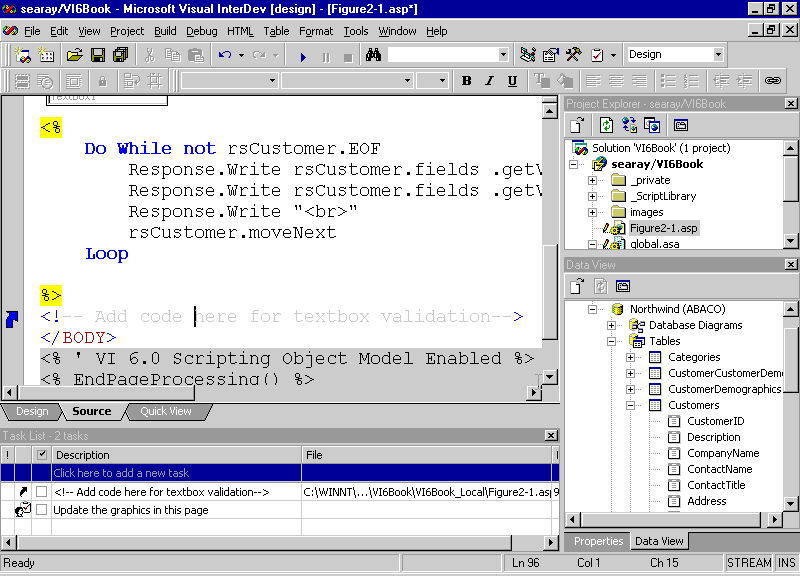 searay/VI6Book - Microsoft Visual InterDev [design] - [Figure2-1.asp*]
File Edit View Project Build Debug HTML Table Format Tools Window Help
Design
B I U
Textbox1
<%
Do While not rsCustomer.EOF
Response.Write rsCustomer.fields .getV
Response.Write rsCustomer.fields .getV
Response.Write "<br>"
rsCustomer.moveNext
Loop
%>
<!-- Add code here for textbox validation-->
</BODY>
<% ' VI 6.0 Scripting Object Model Enabled %>
<% EndPageProcessing() %>
Design Source Quick View
Project Explorer - searay/VI6Book
Solution 'VI6Book' (1 project)
searay/VI6Book
_private
_ScriptLibrary
images
Figure2-1.asp
global.asa
Data View
Northwind (ABACO)
Database Diagrams
Tables
Categories
CustomerCustomerDemo
CustomerDemographics
Customers
CustomerID
Description
CompanyName
ContactName
ContactTitle
Address
Properties Data View
Task List - 2 tasks
! Description File
Click here to add a new task
<!-- Add code here for textbox validation--> C:\WINNT\...\VI6Book\VI6Book_Local\Figure2-1.asp 9
Update the graphics in this page
Ready Ln 96 Col 1 Ch 15 STREAM INS